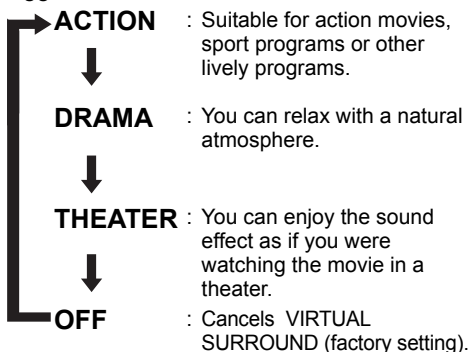 ACTION : Suitable for action movies,
sport programs or other
lively programs.
DRAMA : You can relax with a natural
atmosphere.
THEATER : You can enjoy the sound
effect as if you were
watching the movie in a
theater.
OFF : Cancels VIRTUAL
SURROUND (factory setting).